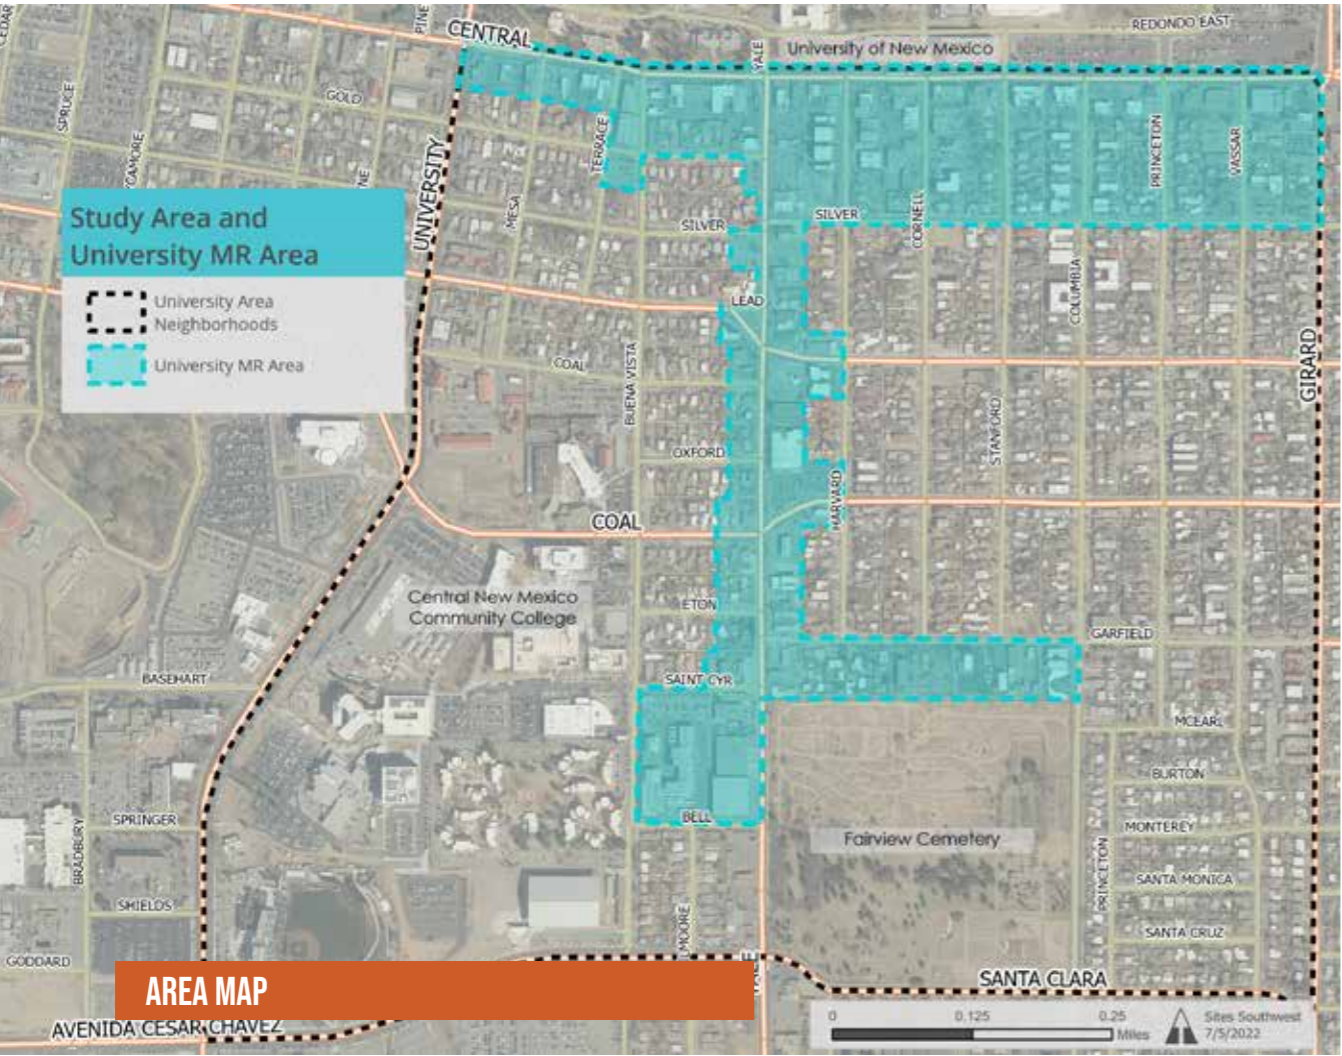 CEDAR
PINE
CENTRAL
YALE
University of New Mexico
REDONDO EAST
SPRUCE
GOLD
TERRACE
PRINCETON
VASSAR
UNIVERSITY
MESA
SILVER
SILVER
CORNELL
Study Area and
University MR Area
University Area
Neighborhoods
University MR Area
LEAD
COLUMBIA
GIRARD
COAL
BUENA VISTA
STANFORD
OXFORD
HARVARD
COAL
Central New Mexico
Community College
ETON
GARFIELD
BASEHART
SAINT CYR
MCEARL
BURTON
SPRINGER
BELL
MONTEREY
BRADBURY
Fairview Cemetery
PRINCETON
SANTA MONICA
SHIELDS
SANTA CRUZ
GODDARD
AREA MAP
SANTA CLARA
AVENIDA CESAR CHAVEZ
0 0.125 0.25
Miles
Sites Southwest
7/5/2022